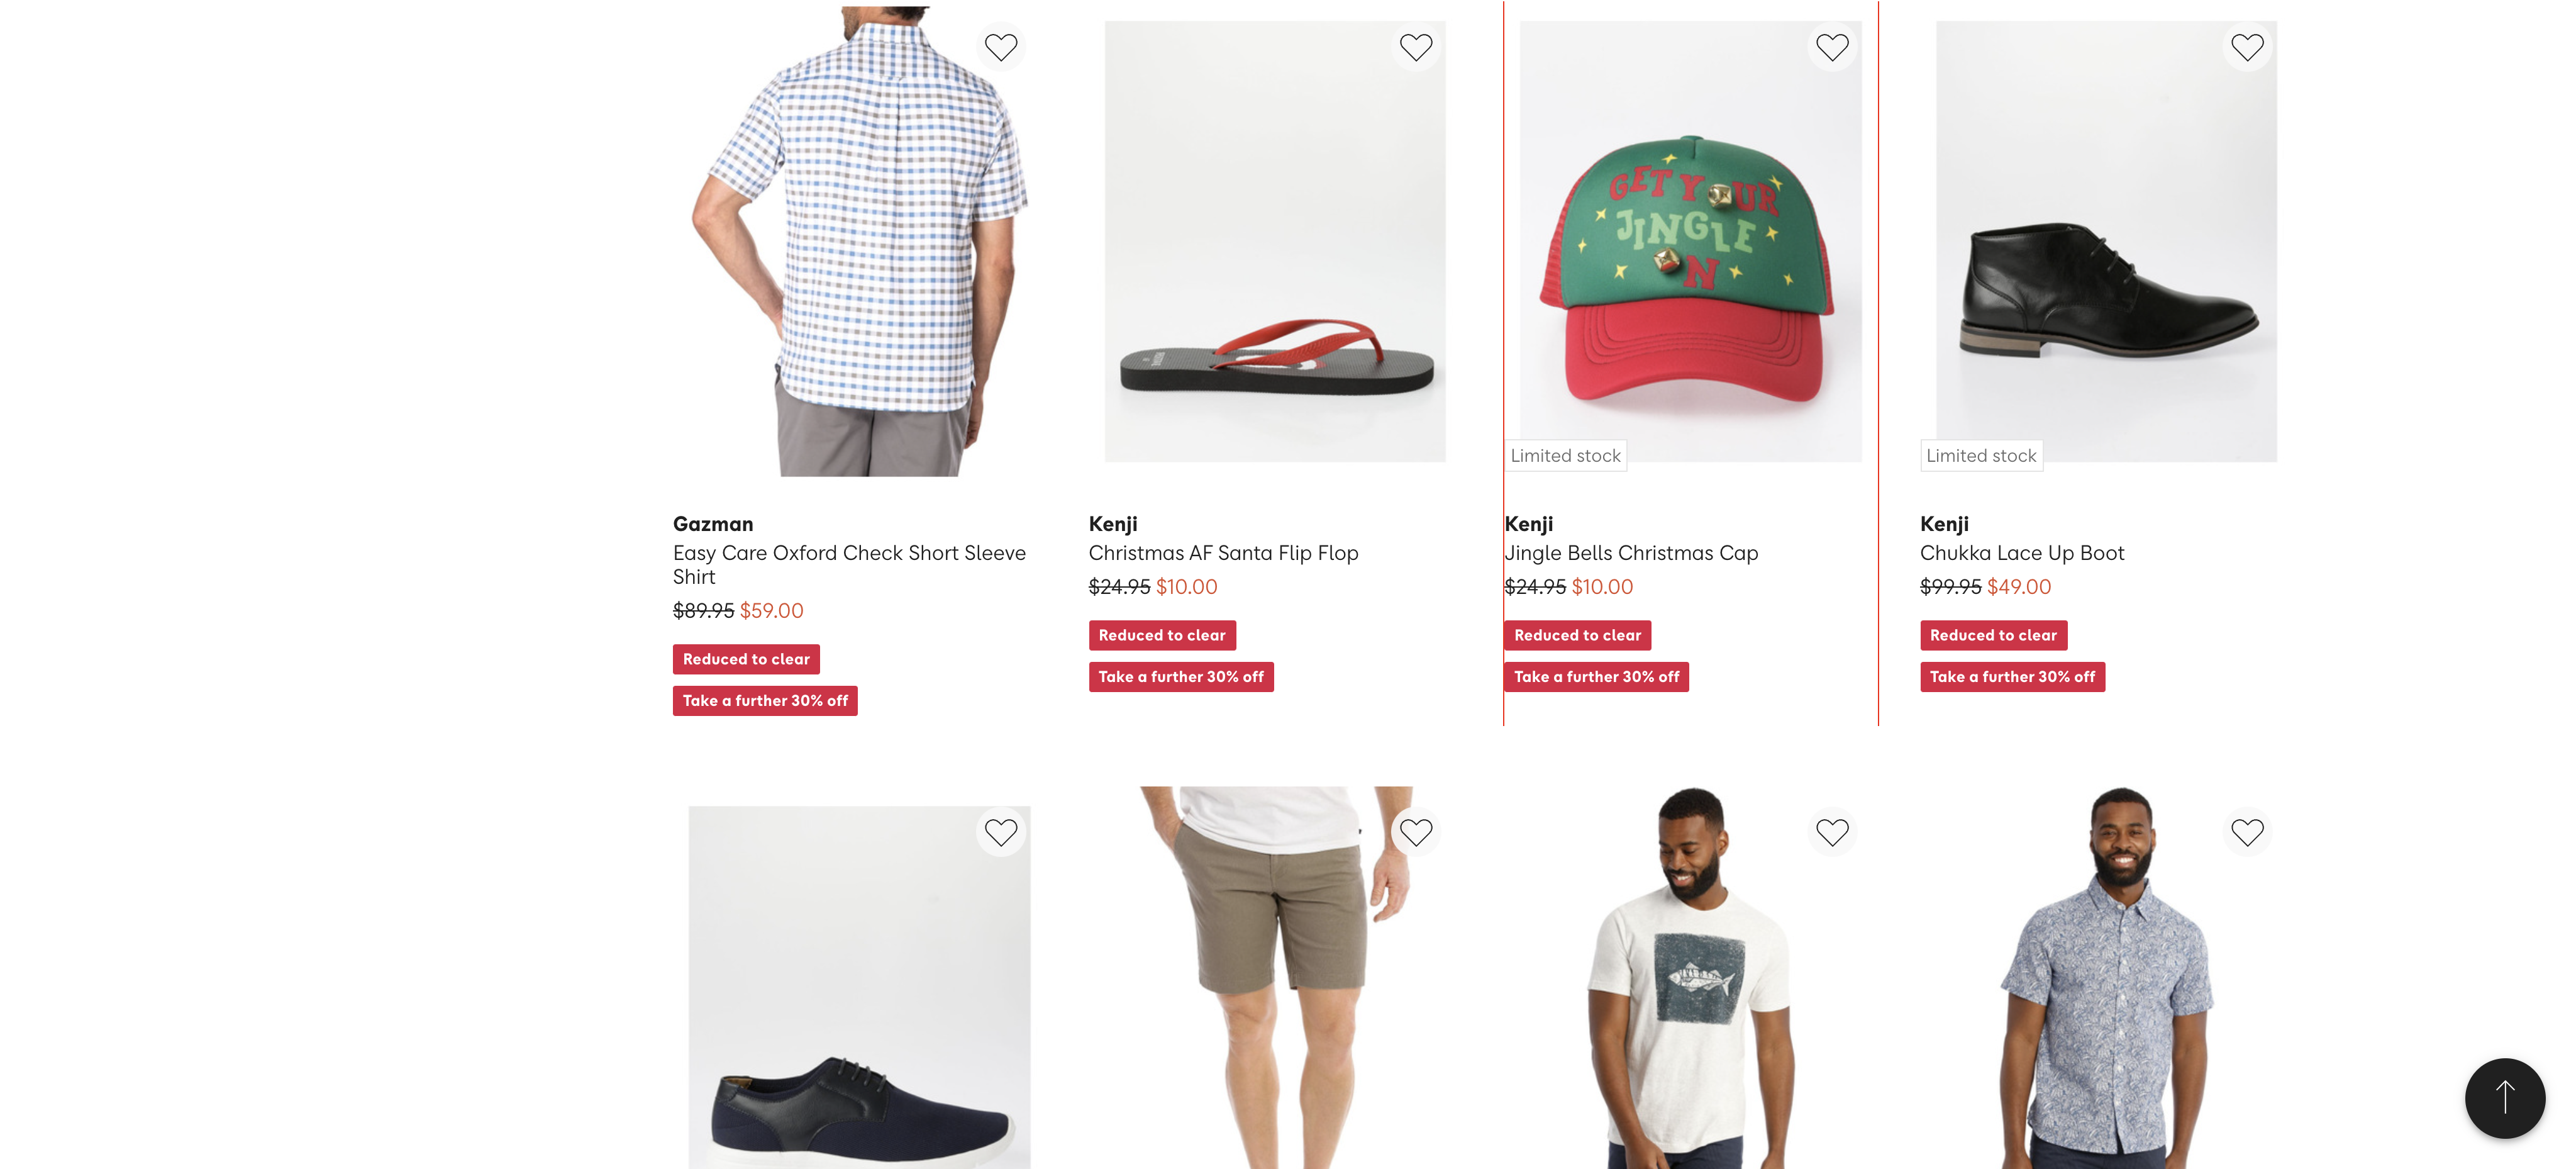 GET YOUR
JINGLE
ON
Limited stock
Limited stock
Gazman
Easy Care Oxford Check Short Sleeve
Shirt
$89.95 $59.00
Reduced to clear
Take a further 30% off
Kenji
Christmas AF Santa Flip Flop
$24.95 $10.00
Reduced to clear
Take a further 30% off
Kenji
Jingle Bells Christmas Cap
$24.95 $10.00
Reduced to clear
Take a further 30% off
Kenji
Chukka Lace Up Boot
$99.95 $49.00
Reduced to clear
Take a further 30% off